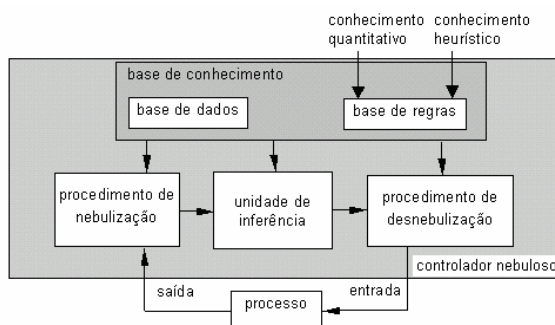 conhecimento
quantitativo
conhecimento
heurístico
base de conhecimento
base de dados
base de regras
procedimento de
nebulização
unidade de
inferência
procedimento de
desnebulização
controlador nebuloso
saída
processo
entrada